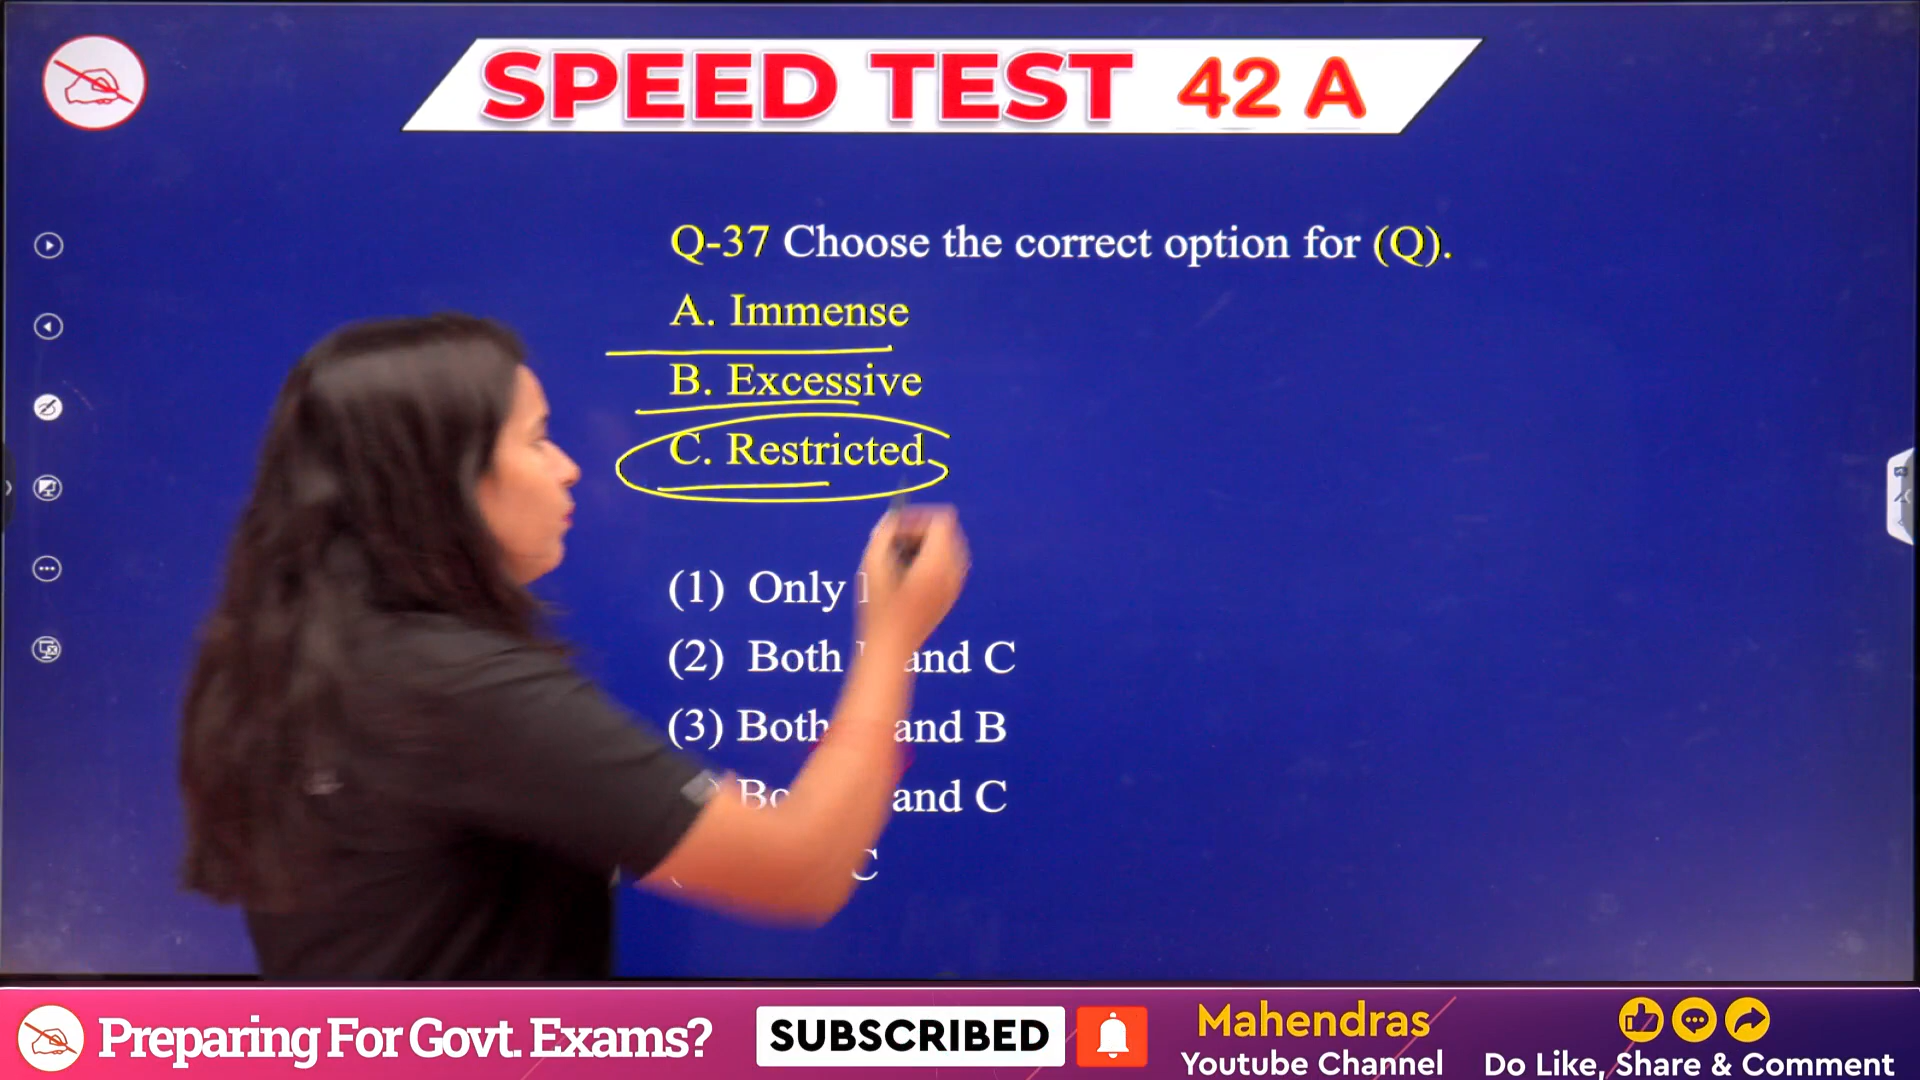 SPEED TEST 42 A
Q-37 Choose the correct option for (Q).
A. Immense
B. Excessive
C. Restricted
(1) Only
(2) Both and C
(3) Both and B
and C
C
Preparing For Govt. Exams?
SUBSCRIBED
Mahendras
Youtube Channel
Do Like, Share & Comment